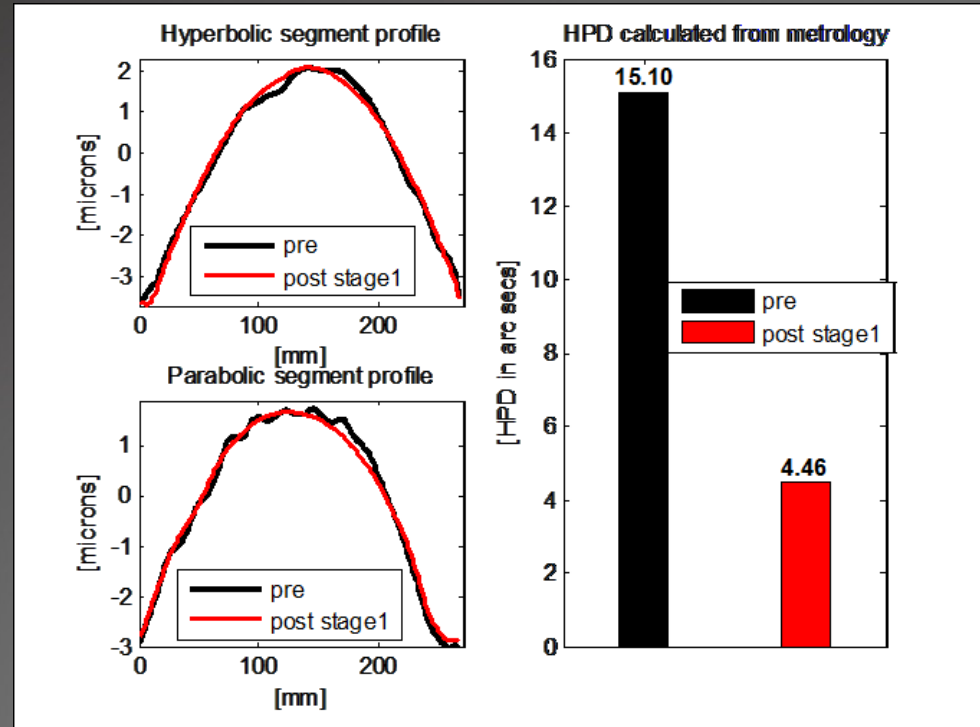 Hyperbolic segment profile
[microns]
2
1
0
-1
-2
-3
pre
post stage1
0
100
200
[mm]
Parabolic segment profile
[microns]
1
0
-1
-2
-3
pre
post stage1
0
100
200
[mm]
HPD calculated from metrology
[HPD in arc secs]
16
14
12
10
8
6
4
2
0
15.10
pre
post stage1
4.46